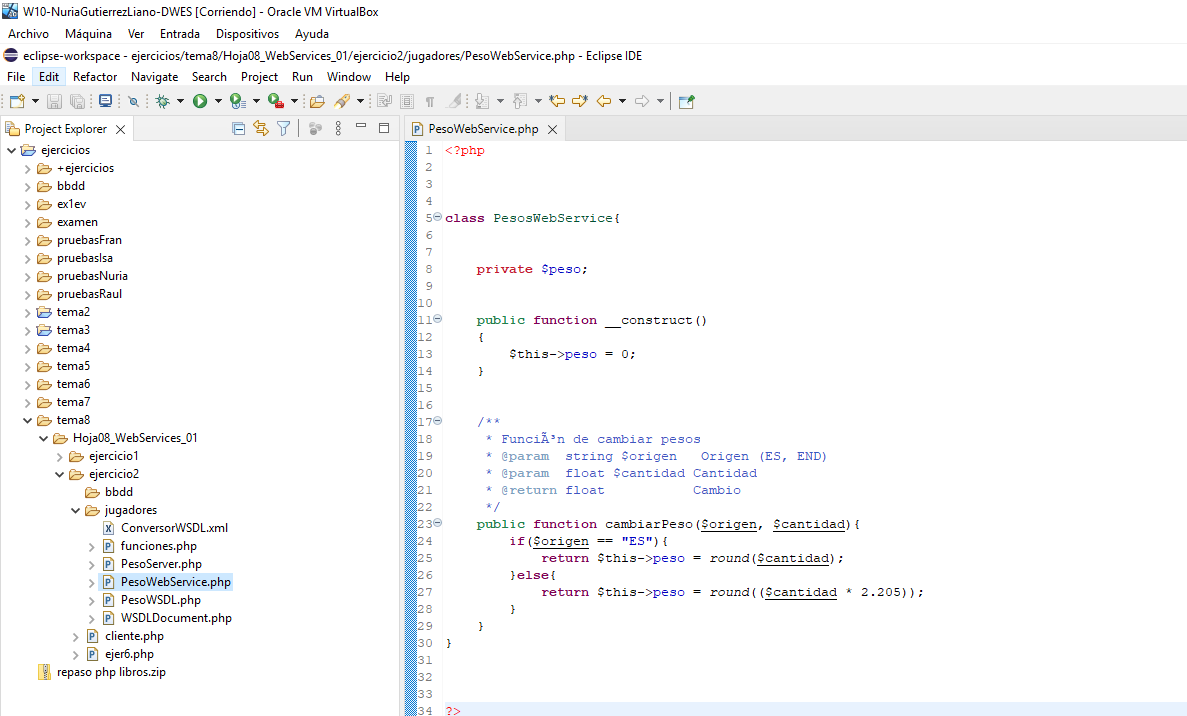 W10-NuriaGutierrezLiano-DWES [Corriendo] - Oracle VM VirtualBox
Archivo Máquina Ver Entrada Dispositivos Ayuda
eclipse-workspace - ejercicios/tema8/Hoja08_WebServices_01/ejercicio2/jugadores/PesoWebService.php - Eclipse IDE
File Edit Refactor Navigate Search Project Run Window Help
Project Explorer
ejercicios
+ejercicios
bbdd
ex1ev
examen
pruebasFran
pruebasIsa
pruebasNuria
pruebasRaul
tema2
tema3
tema4
tema5
tema6
tema7
tema8
Hoja08_WebServices_01
ejercicio1
ejercicio2
bbdd
jugadores
ConversorWSDL.xml
funciones.php
PesoServer.php
PesoWebService.php
PesoWSDL.php
WSDLDocument.php
cliente.php
ejer6.php
repaso php libros.zip
PesoWebService.php
1 <?php
2
3
4
5 class PesosWebService{
6
7
8 private $peso;
9
10
11 public function __construct()
12 {
13 $this->peso = 0;
14 }
15
16
17 /**
18 * FunciÃ³n de cambiar pesos
19 * @param string $origen Origen (ES, END)
20 * @param float $cantidad Cantidad
21 * @return float Cambio
22 */
23 public function cambiarPeso($origen, $cantidad){
24 if($origen == "ES"){
25 return $this->peso = round($cantidad);
26 }else{
27 return $this->peso = round(($cantidad * 2.205));
28 }
29 }
30 }
31
32
33
34 ?>